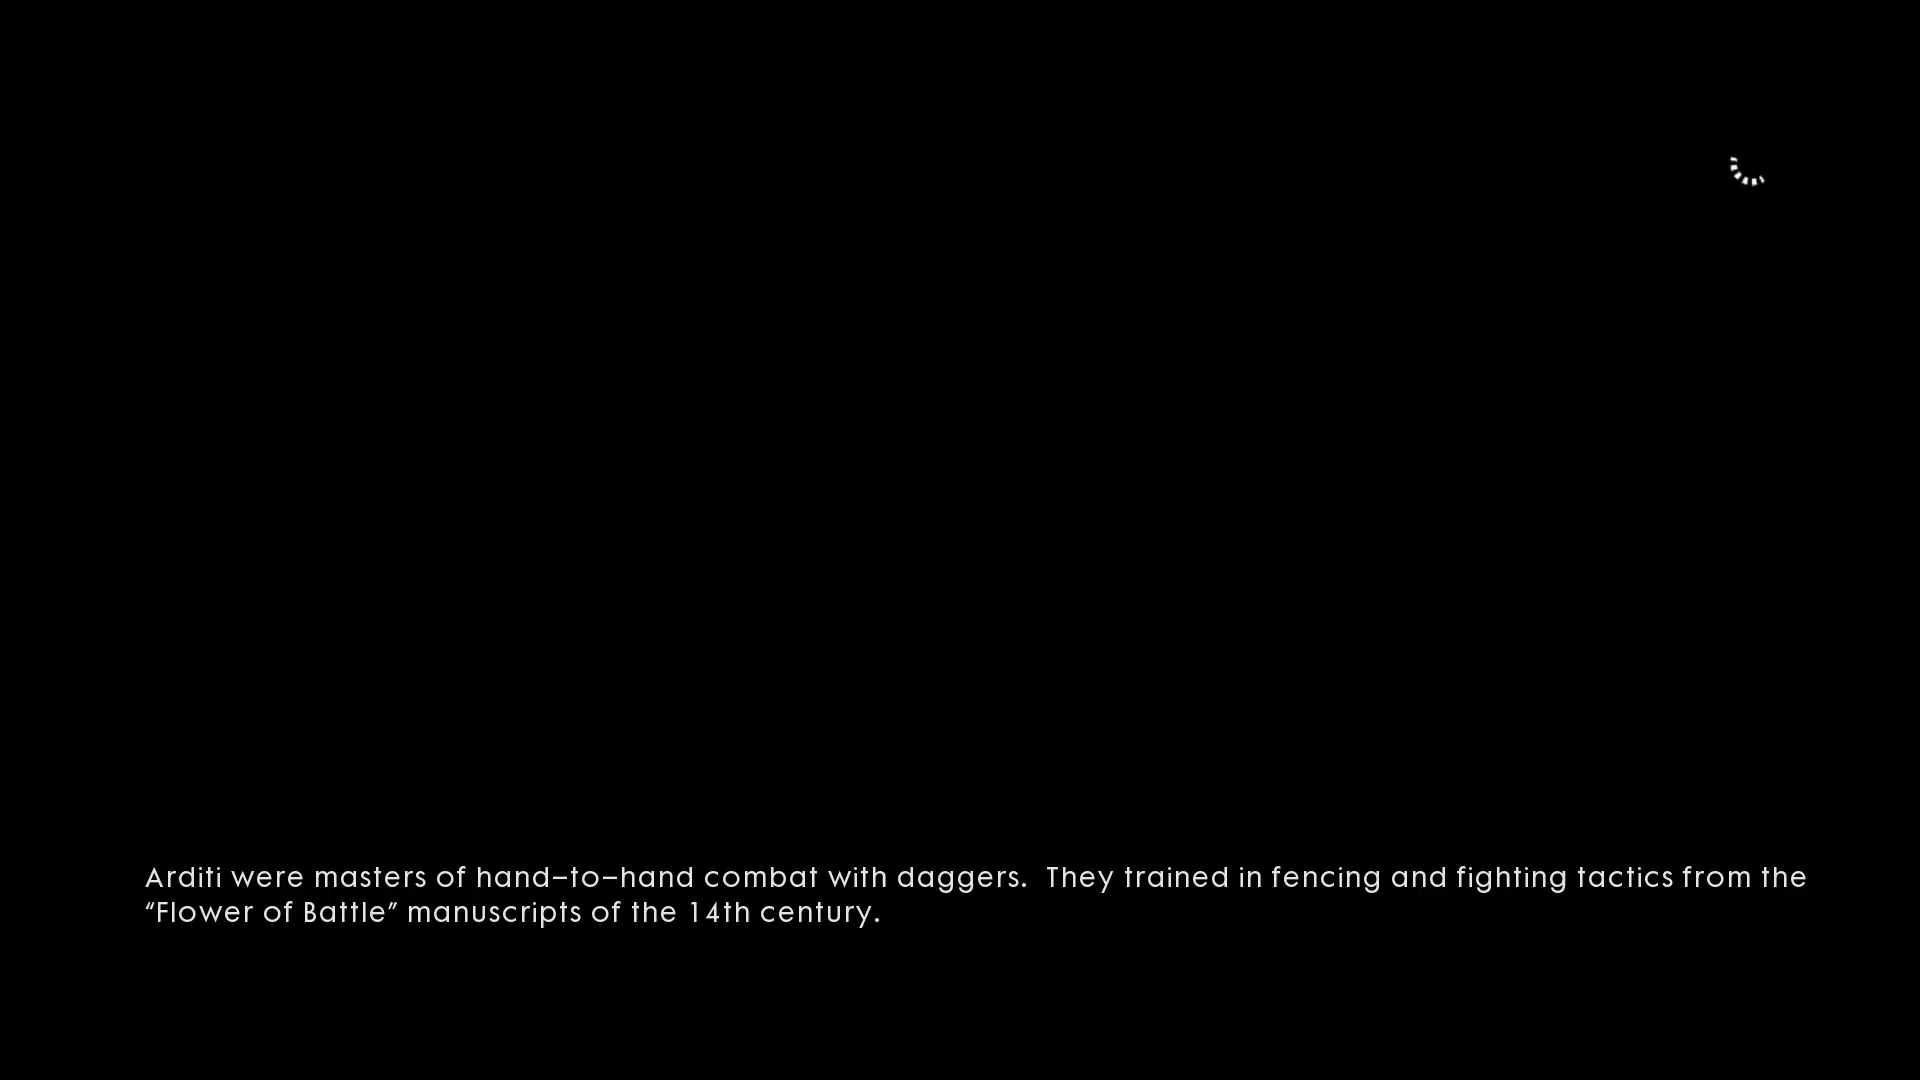 Arditi were masters of hand-to-hand combat with daggers.  They trained in fencing and fighting tactics from the
“Flower of Battle” manuscripts of the 14th century.